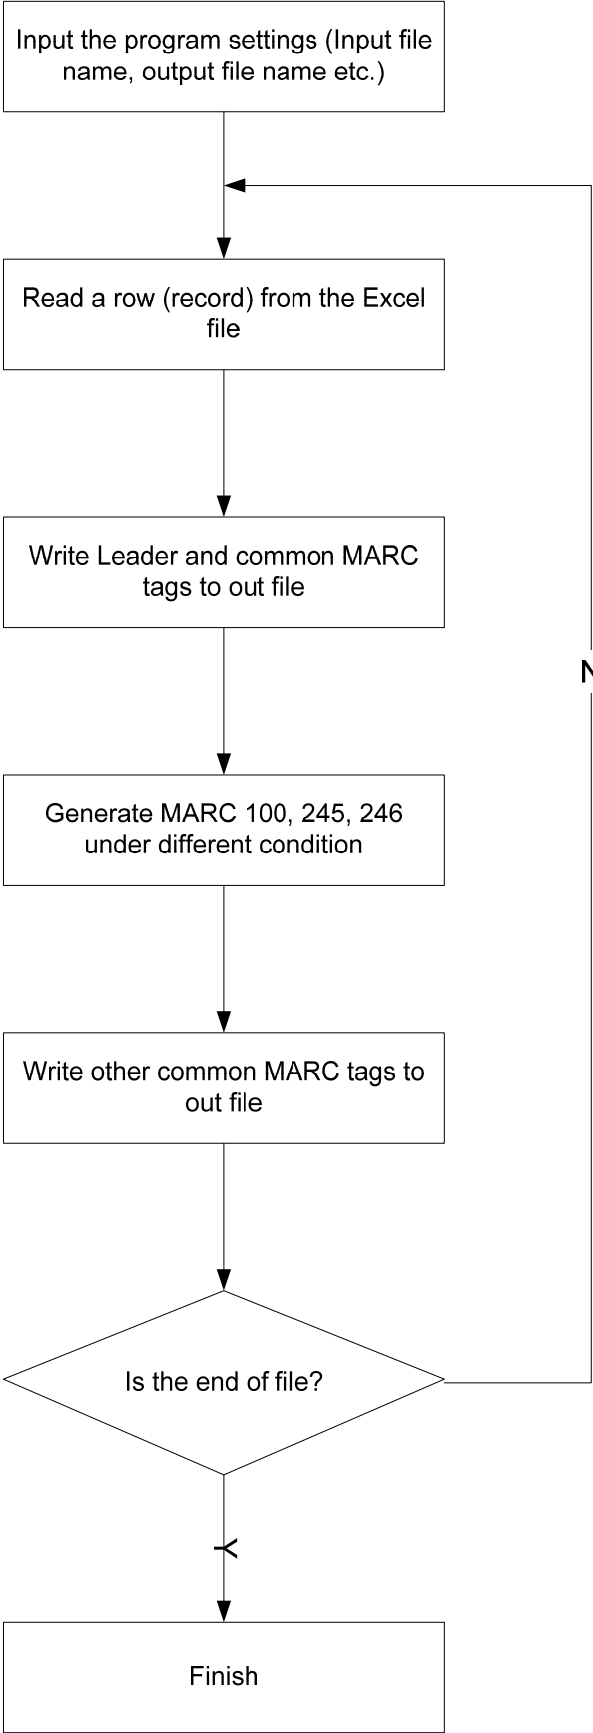 Input the program settings (Input file
name, output file name etc.)
Read a row (record) from the Excel
file
Write Leader and common MARC
tags to out file
N
Generate MARC 100, 245, 246
under different condition
Write other common MARC tags to
out file
Is the end of file?
Y
Finish